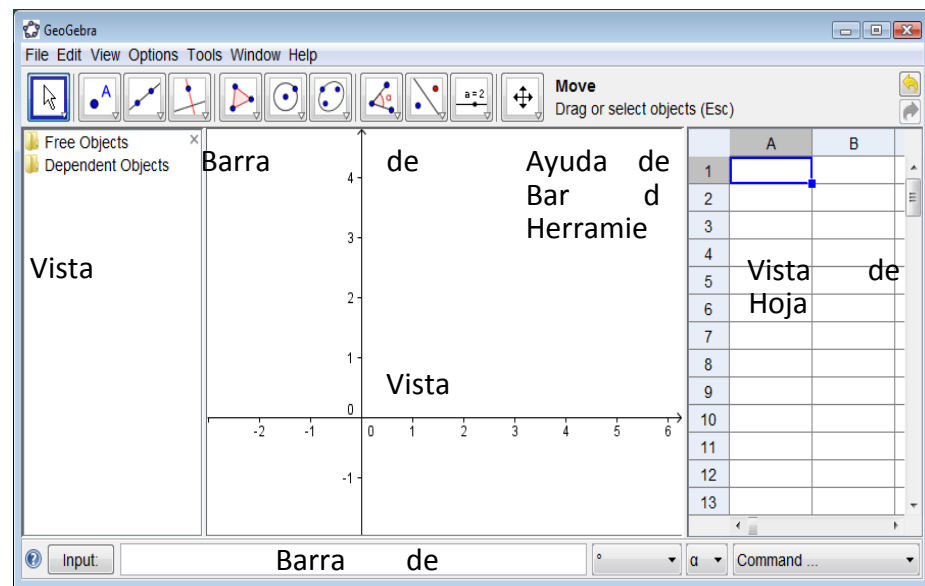 GeoGebra
File Edit View Options Tools Window Help
A
α
a = 2
Move
Drag or select objects (Esc)
Free Objects
Dependent Objects
Barra de
Ayuda de
Bar d
Herramie
Vista
Vista
4
3
2
1
0
-1
-2 -1 0 1 2 3 4 5 6
A B
1
2
3
4
5
6
7
8
9
10
11
12
13
Vista de
Hoja
Input:
Barra de
° α Command ...